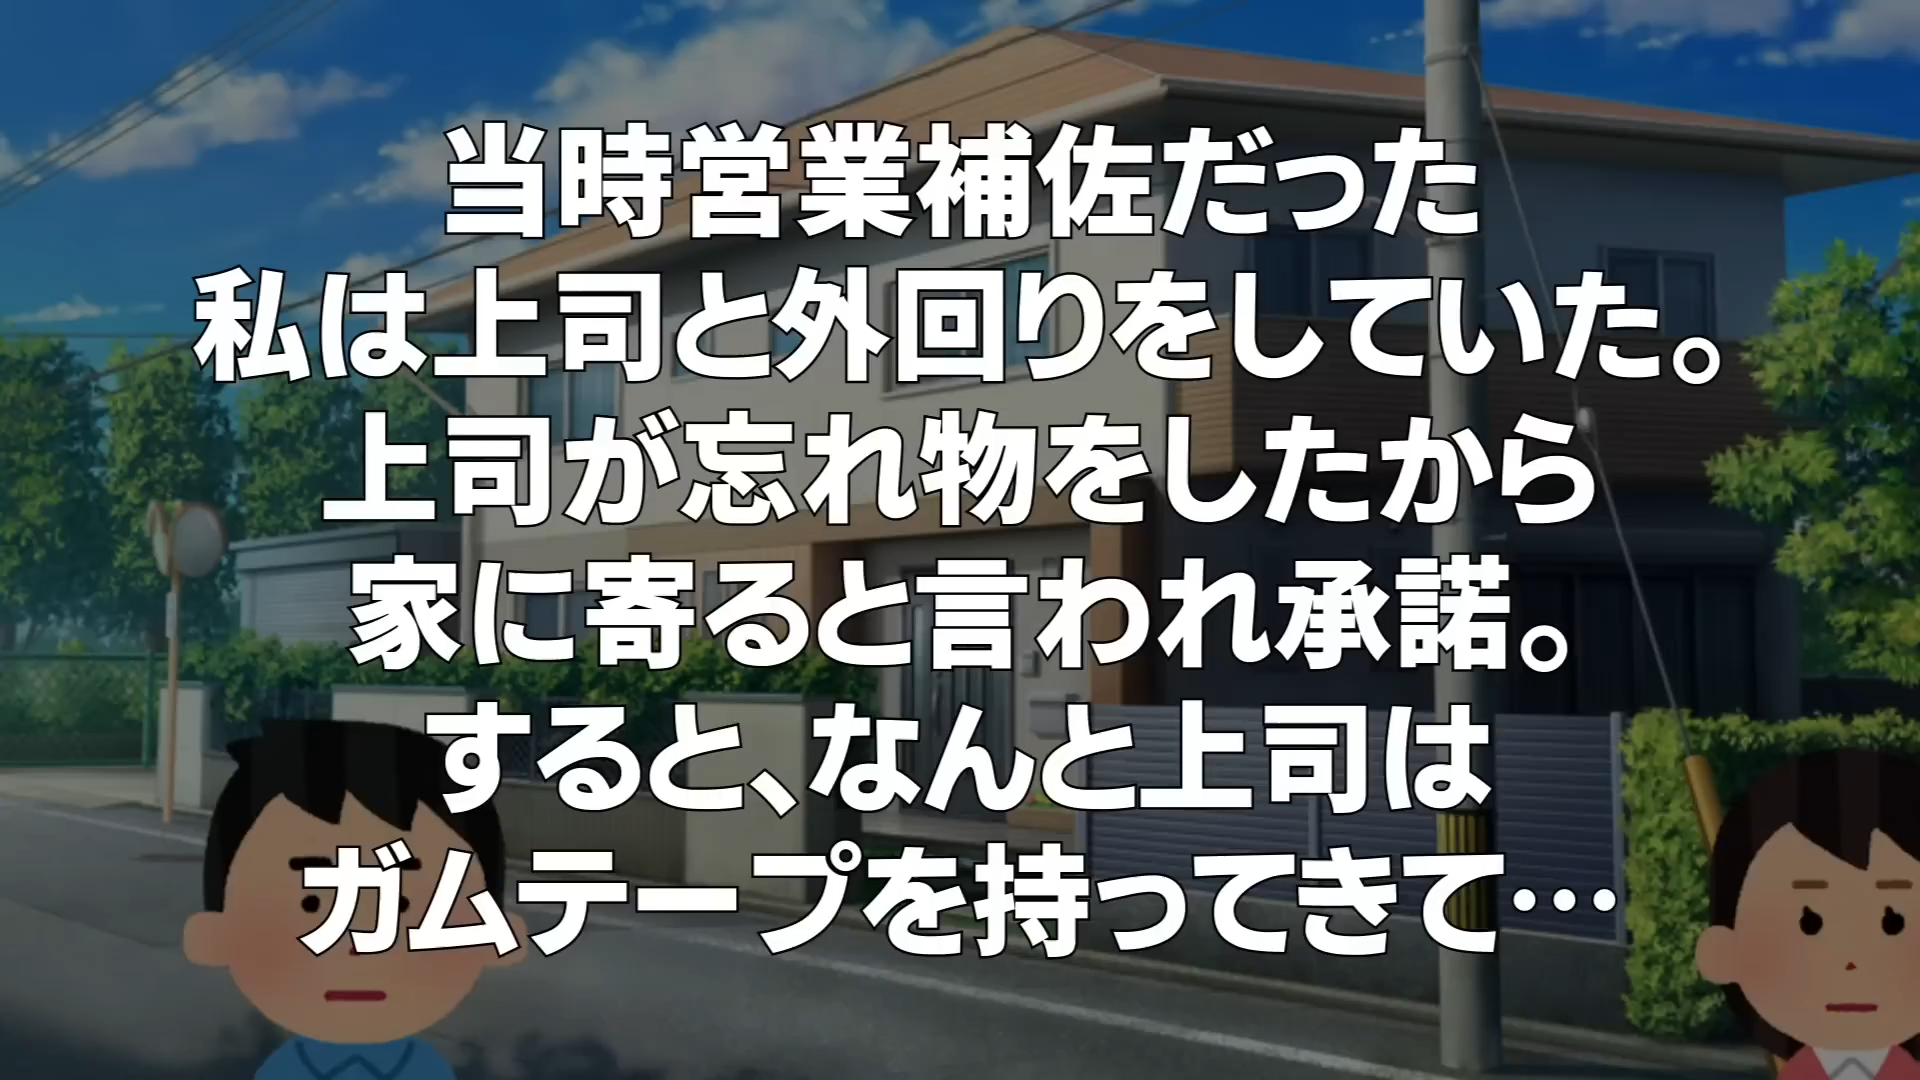 当時営業補佐だった
私は上司と外回りをしていた。
上司が忘れ物をしたから
家に寄ると言われ承諾。
すると、なんと上司は
ガムテープを持ってきて…